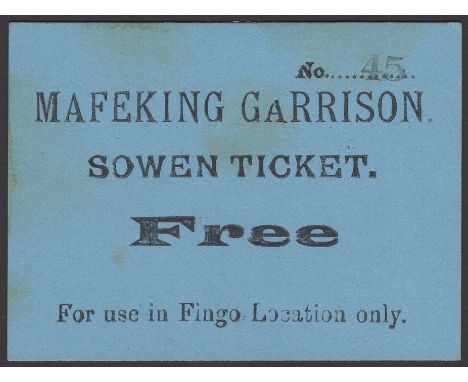 No. 45
MAFEKING GARRISON.
SOWEN TICKET.
Free
For use in Fingo Location only.